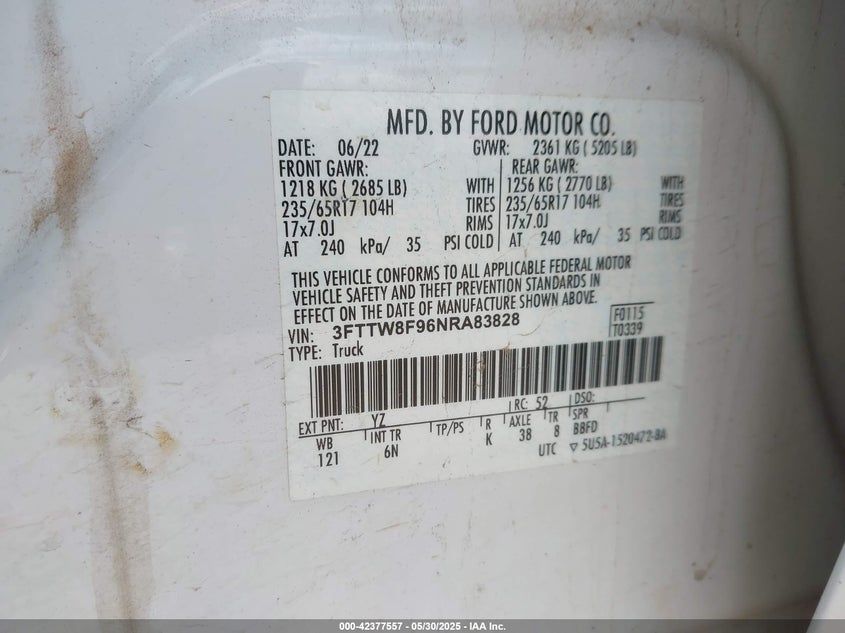 MFD. BY FORD MOTOR CO.
DATE: 06/22 GVWR: 2361 KG ( 5205 LB)
FRONT GAWR: REAR GAWR:
1218 KG ( 2685 LB) WITH 1256 KG ( 2770 LB) WITH
235/65R17 104H TIRES 235/65R17 104H TIRES
17x7.0J RIMS 17x7.0J RIMS
AT 240 kPa/ 35 PSI COLD AT 240 kPa/ 35 PSI COLD
THIS VEHICLE CONFORMS TO ALL APPLICABLE FEDERAL MOTOR
VEHICLE SAFETY AND THEFT PREVENTION STANDARDS IN
EFFECT ON THE DATE OF MANUFACTURE SHOWN ABOVE.
VIN: 3FTTW8F96NRA83828 F0115
TYPE: Truck T0339
RC: 52 DSO:
EXT PNT: YZ
WB INT TR TP/PS R AXLE TR SPR
121 6N K 38 8 BBFD
UTC ▽ 5U5A-1520472-BA
000-42377557 - 05/30/2025 - IAA Inc.